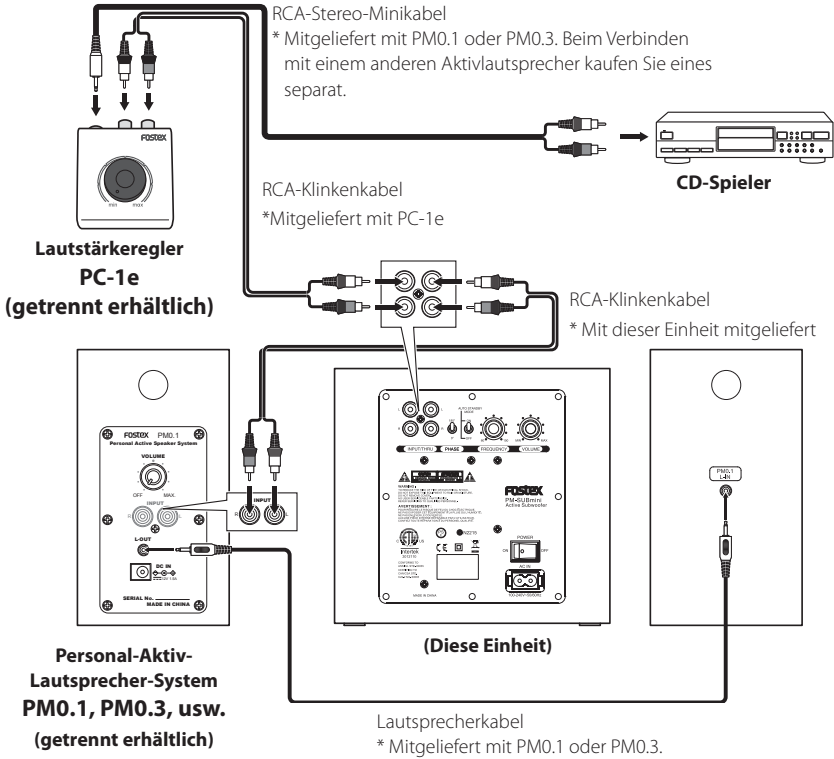 RCA-Stereo-Minikabel
* Mitgeliefert mit PM0.1 oder PM0.3. Beim Verbinden
mit einem anderen Aktivlautsprecher kaufen Sie eines
separat.
FOSTEX
min max
CD-Spieler
RCA-Klinkenkabel
*Mitgeliefert mit PC-1e
Lautstärkeregler
PC-1e
(getrennt erhältlich)
RCA-Klinkenkabel
* Mit dieser Einheit mitgeliefert
FOSTEX PM0.1
Personal Active Speaker System
VOLUME
OFF MAX.
INPUT
R L
INPUT
R L
L-OUT
DC IN
SERIAL No.
MADE IN CHINA
AUTO STANDBY
MODE
INPUT/THRU PHASE FREQUENCY VOLUME
WARNING:
AVERTISSEMENT:
FOSTEX
PM-SUBmini
Active Subwoofer
Intertek
POWER
ON OFF
AC IN
MADE IN CHINA
PM0.1
L-IN
(Diese Einheit)
Personal-Aktiv-
Lautsprecher-System
PM0.1, PM0.3, usw.
(getrennt erhältlich)
Lautsprecherkabel
* Mitgeliefert mit PM0.1 oder PM0.3.